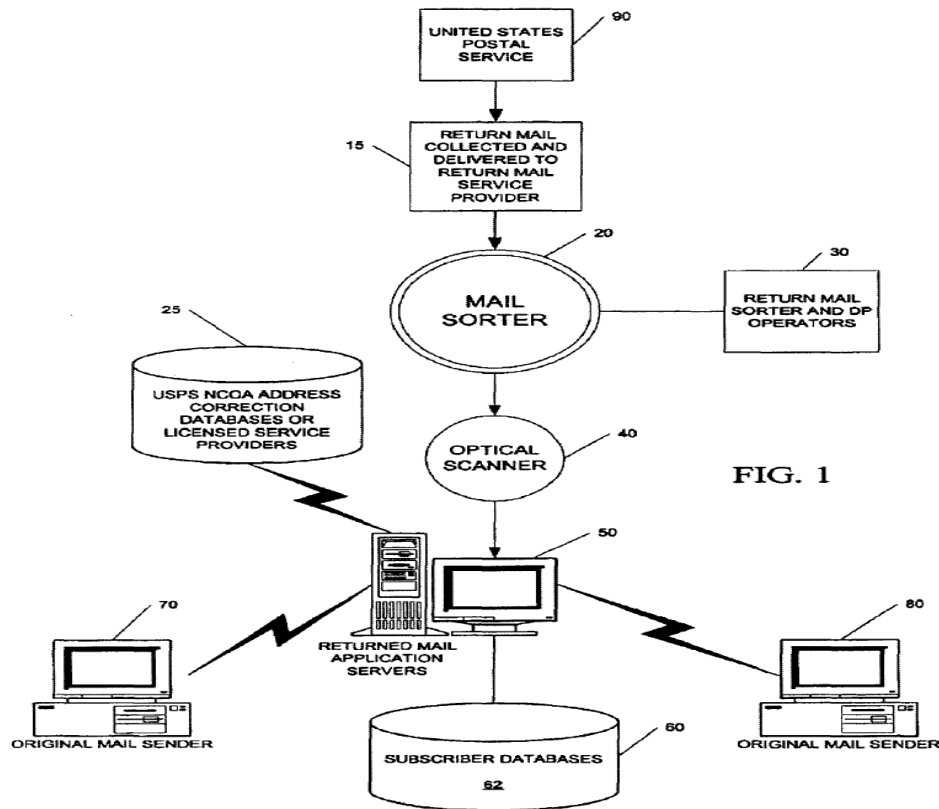 UNITED STATES
POSTAL
SERVICE
90
RETURN MAIL
COLLECTED AND
DELIVERED TO
RETURN MAIL
SERVICE
PROVIDER
15
20
MAIL
SORTER
30
RETURN MAIL
SORTER AND DP
OPERATORS
25
USPS NCOA ADDRESS
CORRECTION
DATABASES OR
LICENSED SERVICE
PROVIDERS
OPTICAL
SCANNER
40
FIG. 1
50
RETURNED MAIL
APPLICATION
SERVERS
70
ORIGINAL MAIL SENDER
80
ORIGINAL MAIL SENDER
60
SUBSCRIBER DATABASES
62